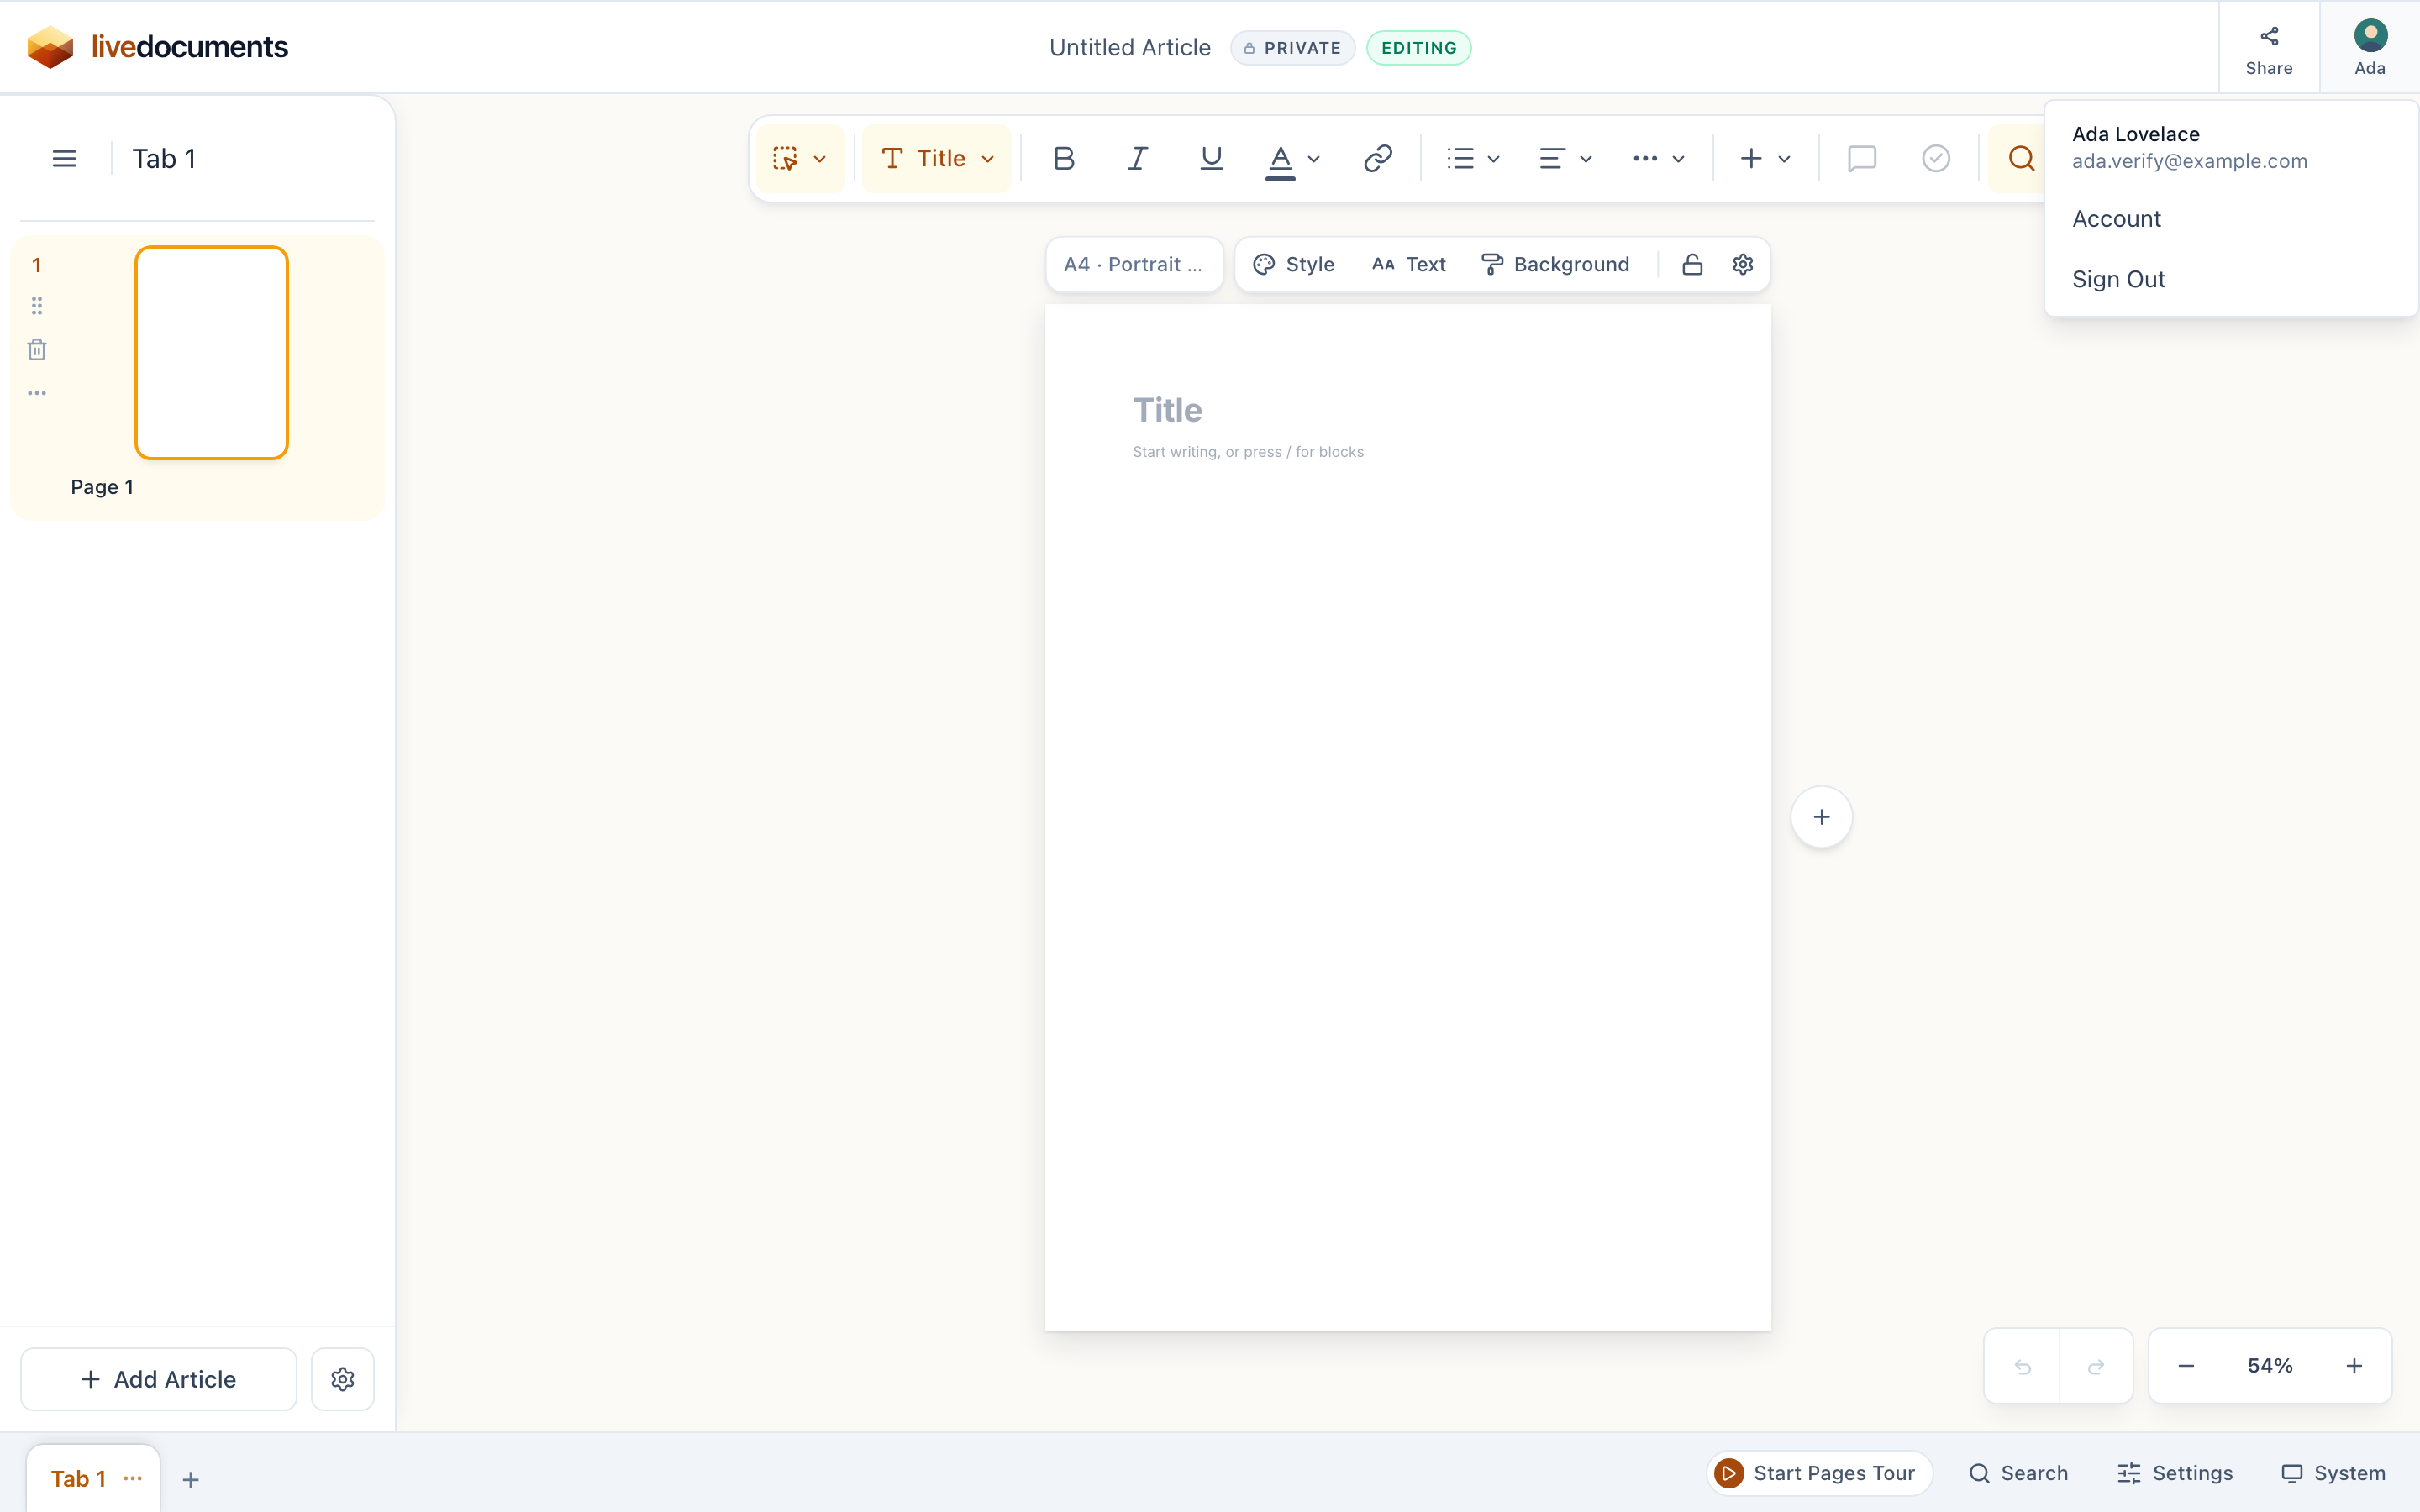 livedocuments
Untitled Article
PRIVATE
EDITING
Share
Ada
Ada Lovelace
ada.verify@example.com
Account
Sign Out
Tab 1
Title
A4 · Portrait ...
Style
Text
Background
1
Page 1
Title
Start writing, or press / for blocks
Add Article
54%
Tab 1
Start Pages Tour
Search
Settings
System